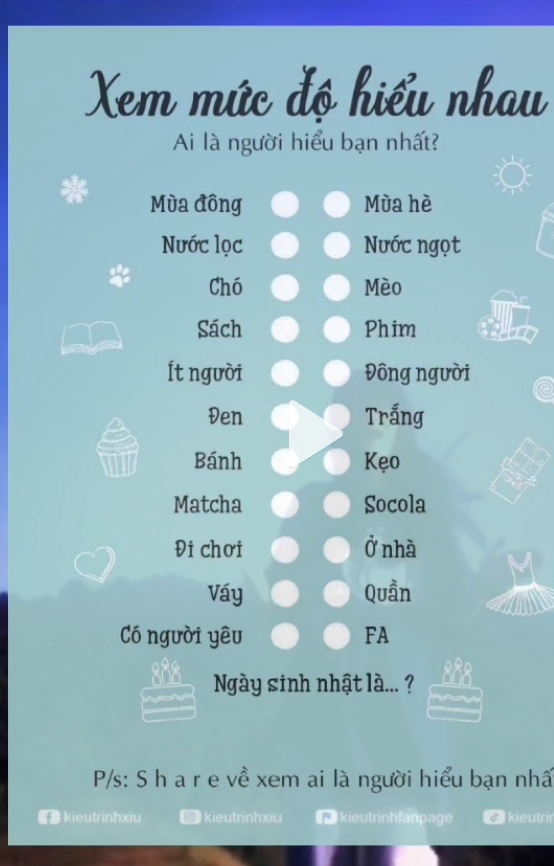 Xem mức độ hiểu nhau
Ai là người hiểu bạn nhất?
Mùa đông Mùa hè
Nước lọc Nước ngọt
Chó Mèo
Sách Phim
Ít người Đông người
Đen Trắng
Bánh Kẹo
Matcha Socola
Đi chơi Ở nhà
Váy Quần
Có người yêu FA
Ngày sinh nhật là... ?
P/s: S h a r e về xem ai là người hiểu bạn
kieutrinhxiu kieutrinhxiu kieutrinhfanpage